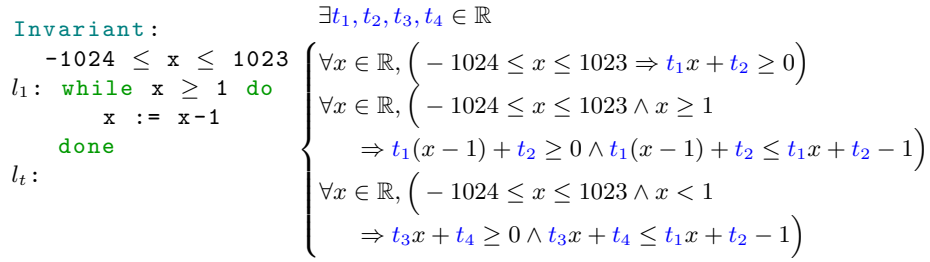 Invariant:
-1024 ≤ x ≤ 1023
l₁: while x ≥ 1 do
x := x-1
done
lₜ:
∃t₁, t₂, t₃, t₄ ∈ ℝ
∀x ∈ ℝ, ( − 1024 ≤ x ≤ 1023 ⇒ t₁x + t₂ ≥ 0)
∀x ∈ ℝ, ( − 1024 ≤ x ≤ 1023 ∧ x ≥ 1
⇒ t₁(x − 1) + t₂ ≥ 0 ∧ t₁(x − 1) + t₂ ≤ t₁x + t₂ − 1)
∀x ∈ ℝ, ( − 1024 ≤ x ≤ 1023 ∧ x < 1
⇒ t₃x + t₄ ≥ 0 ∧ t₃x + t₄ ≤ t₁x + t₂ − 1)